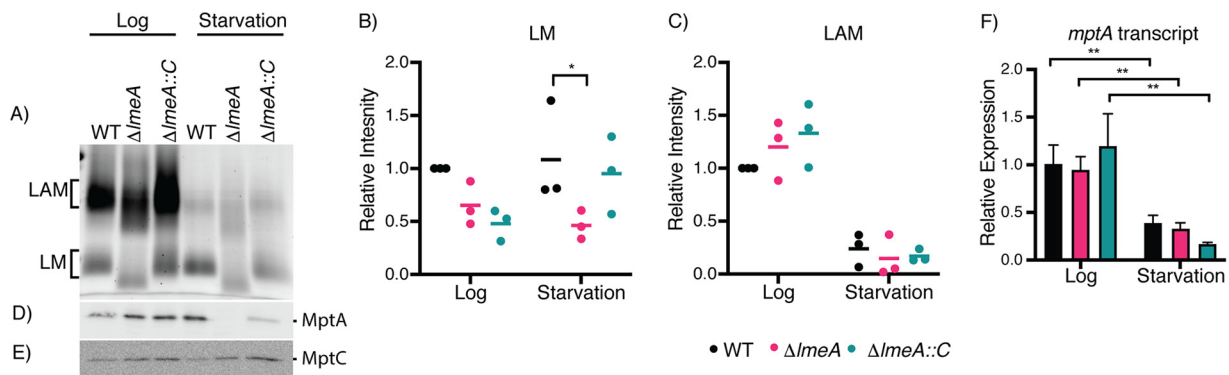 Log Starvation
A)
WT ΔlmeA ΔlmeA::C WT ΔlmeA ΔlmeA::C
LAM
LM
D)
MptA
E)
MptC
B)
LM
Relative Intesnity
2.0
1.5
1.0
0.5
0.0
*
Log Starvation
C)
LAM
Relative Intensity
2.0
1.5
1.0
0.5
0.0
Log Starvation
WT ΔlmeA ΔlmeA::C
F)
mptA transcript
Relative Expression
2.0
1.5
1.0
0.5
0.0
**
**
**
Log Starvation